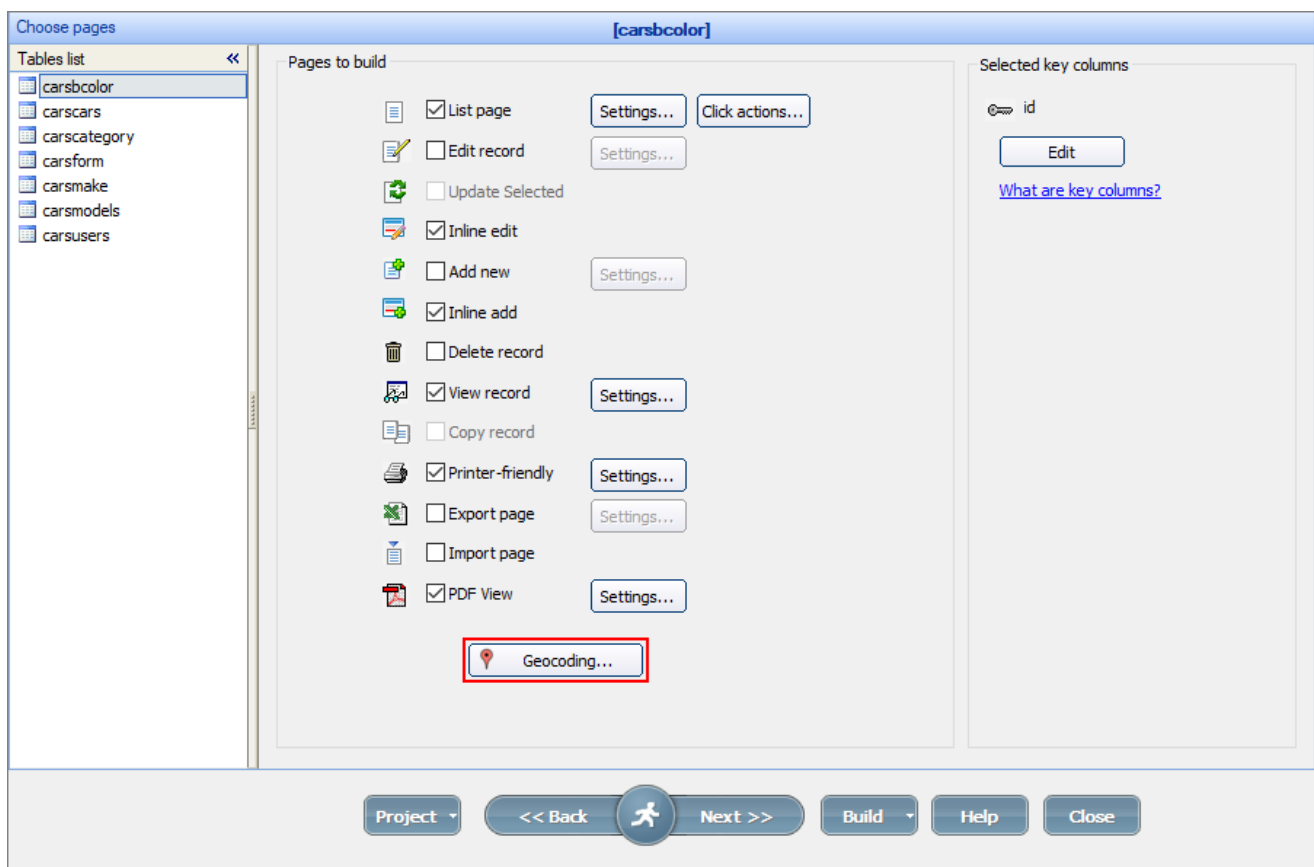 Choose pages
[carsbcolor]
Tables list «
carsbcolor
carscars
carscategory
carsform
carsmake
carsmodels
carsusers
Pages to build
List page Settings... Click actions...
Edit record Settings...
Update Selected
Inline edit
Add new Settings...
Inline add
Delete record
View record Settings...
Copy record
Printer-friendly Settings...
Export page Settings...
Import page
PDF View Settings...
Geocoding...
Selected key columns
id
Edit
What are key columns?
Project << Back Next >> Build Help Close